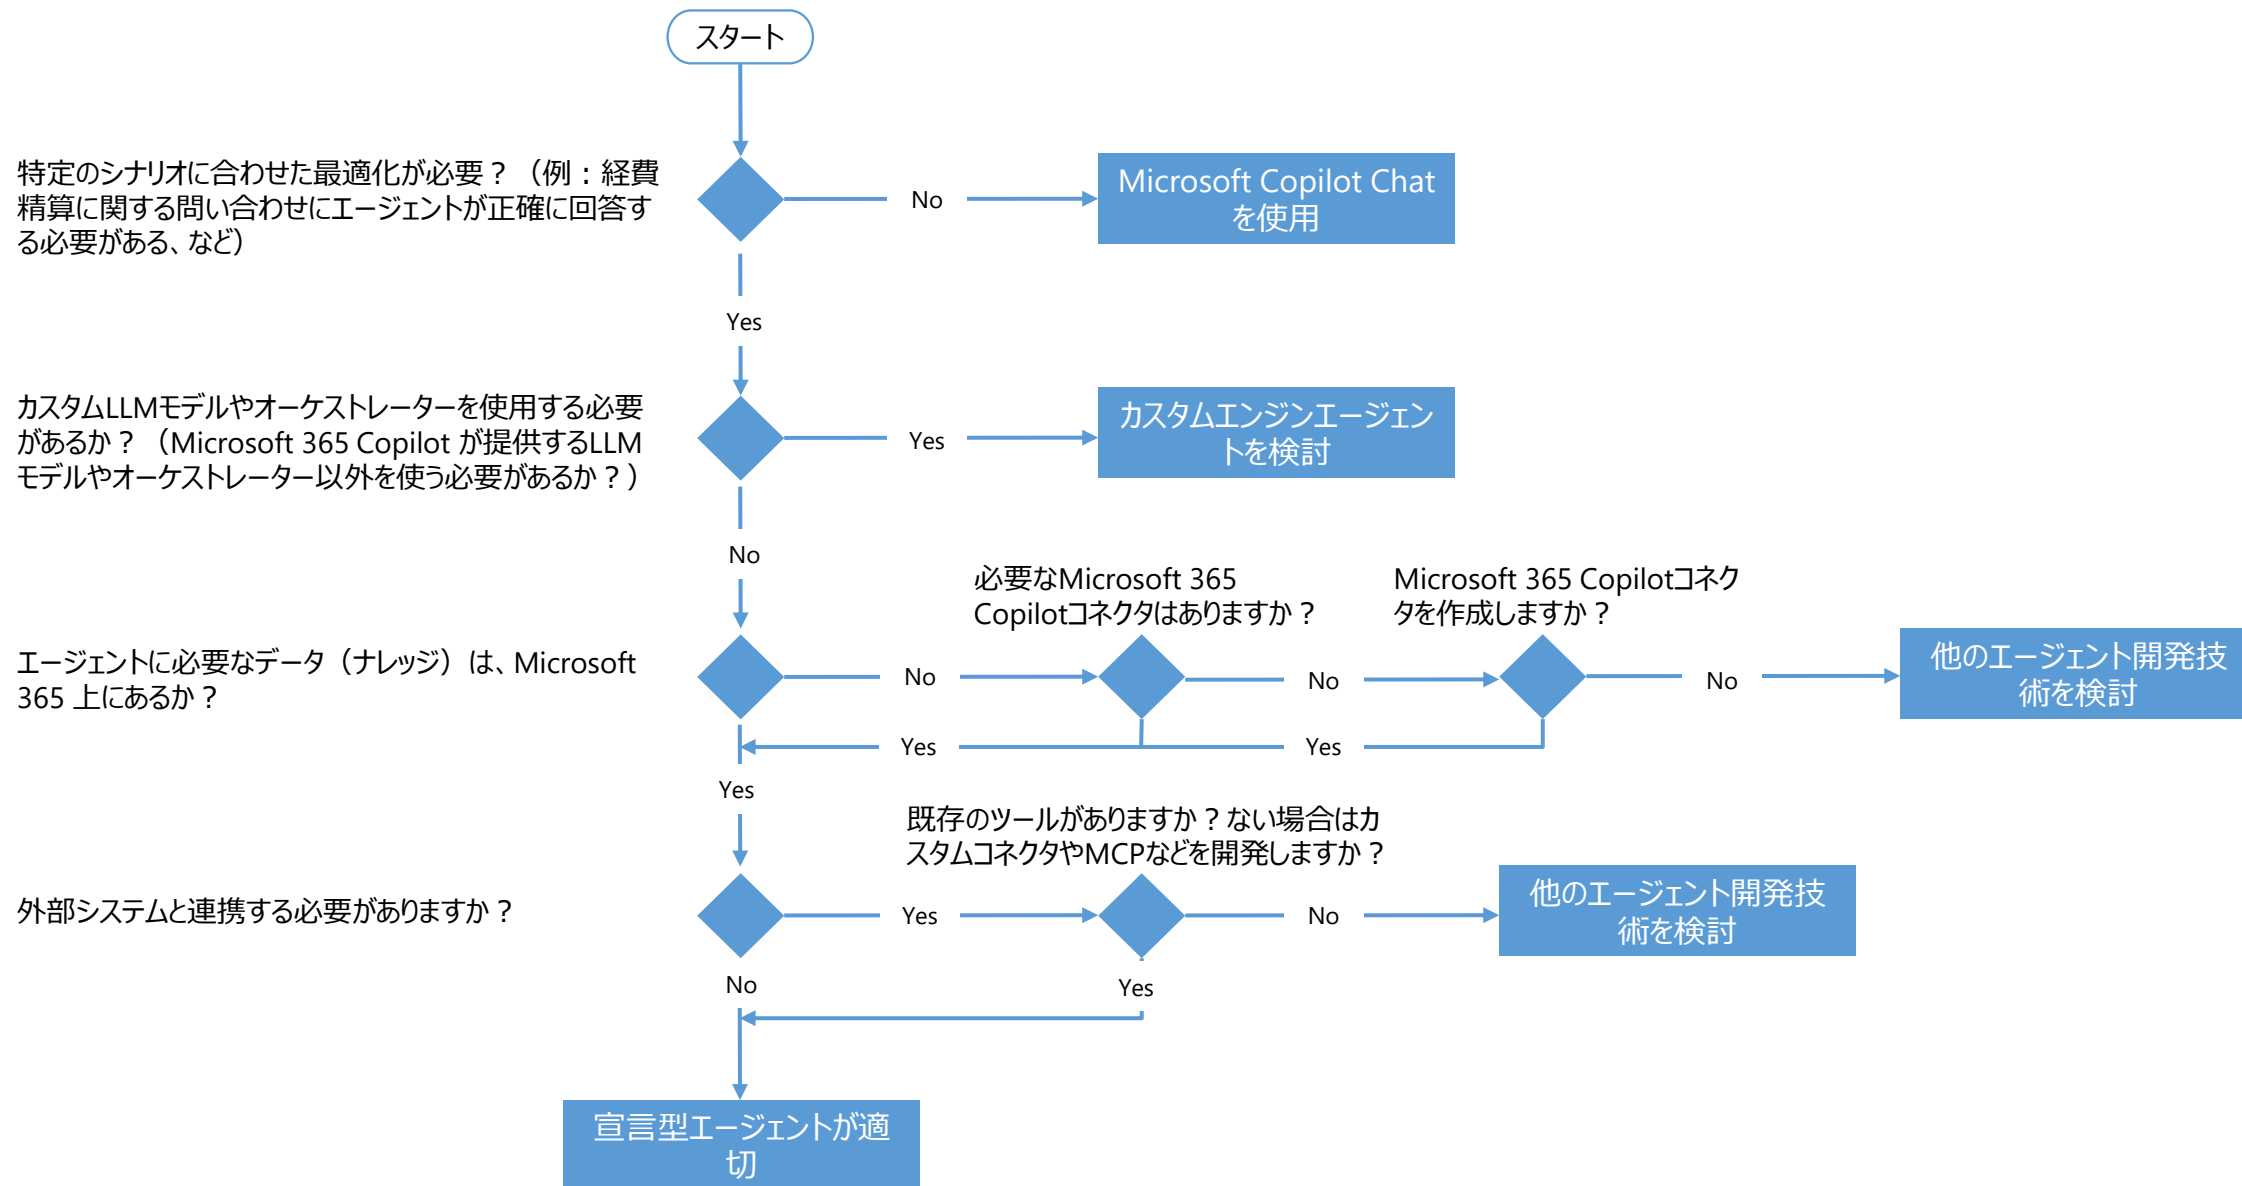 スタート
特定のシナリオに合わせた最適化が必要？（例：経費
精算に関する問い合わせにエージェントが正確に回答す
る必要がある、など）
No
Microsoft Copilot Chat
を使用
Yes
カスタムLLMモデルやオーケストレーターを使用する必要
があるか？（Microsoft 365 Copilot が提供するLLM
モデルやオーケストレーター以外を使う必要があるか？）
Yes
カスタムエンジンエージェン
トを検討
No
必要なMicrosoft 365
Copilotコネクタはありますか？
Microsoft 365 Copilotコネク
タを作成しますか？
エージェントに必要なデータ（ナレッジ）は、Microsoft
365 上にあるか？
No
No
No
他のエージェント開発技
術を検討
Yes
Yes
Yes
既存のツールがありますか？ない場合はカ
スタムコネクタやMCPなどを開発しますか？
外部システムと連携する必要がありますか？
Yes
No
他のエージェント開発技
術を検討
No
Yes
宣言型エージェントが適
切